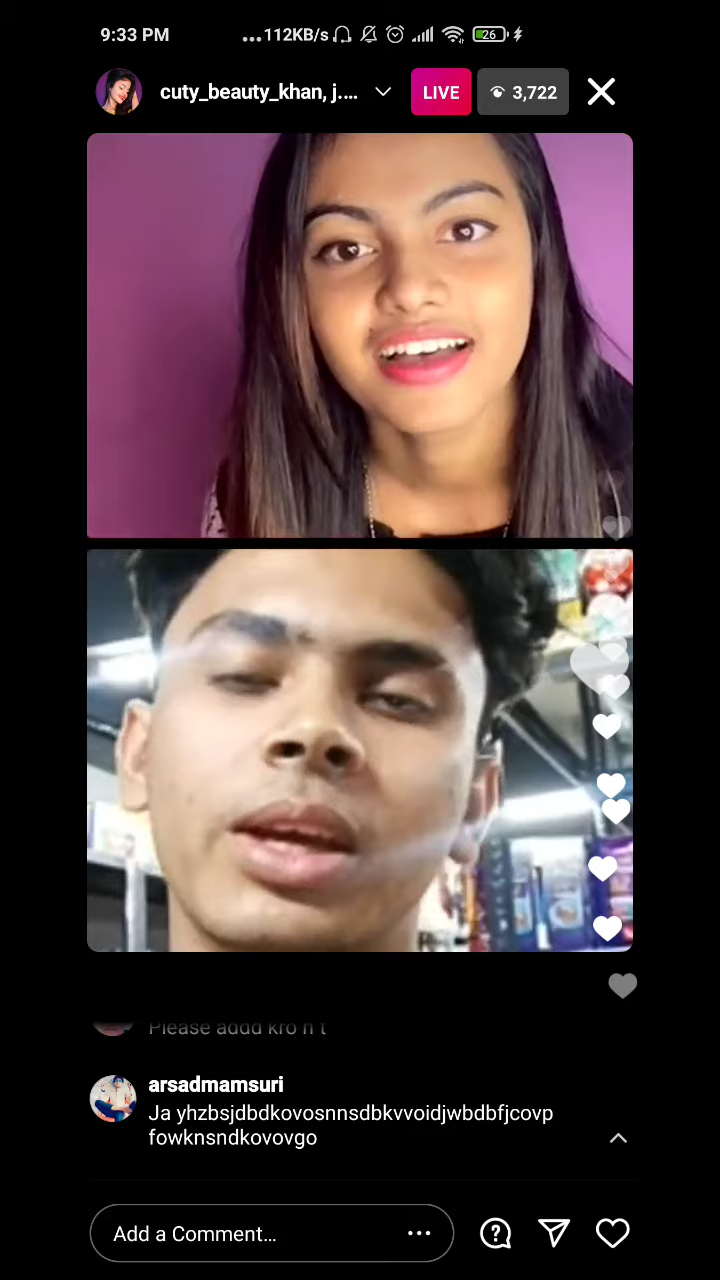 9:33 PM ...112KB/s 26
cuty_beauty_khan, j.... LIVE 3,722
Please addd kro n t
arsadmamsuri
Ja yhzbsjdbdkovosnnsdbkvvoidjwbdbfjcovp
fowknsndkovovgo
Add a Comment...